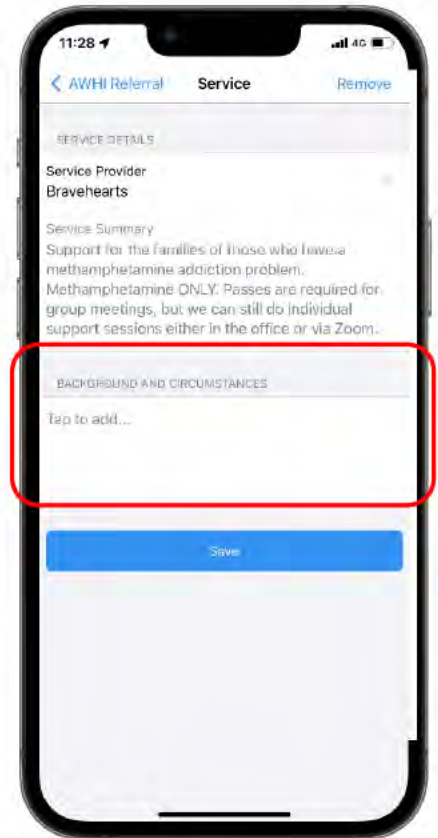 11:28
4G
AWHI Referral
Service
Remove
SERVICE DETAILS
Service Provider
Bravehearts
Service Summary
Support for the families of those who have a
methamphetamine addiction problem.
Methamphetamine ONLY. Passes are required for
group meetings, but we can still do individual
support sessions either in the office or via Zoom.
BACKGROUND AND CIRCUMSTANCES
Tap to add...
Save